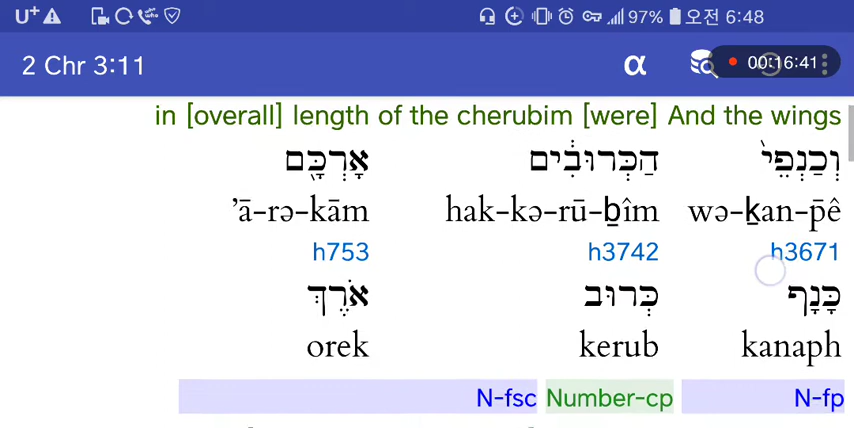 U+ 97% 오전 6:48
2 Chr 3:11 α 00:16:41
in [overall] length of the cherubim [were] And the wings
וְכַנְפֵי֙ הַכְּרוּבִ֔ים אָרְכָּ֖ם
’ā-rə-kām hak-kə-rū-ḇîm wə-ḵan-p̄ê
h753 h3742 h3671
כָּנָף כְּרוּב אֹרֶךְ
orek kerub kanaph
N-fsc Number-cp N-fp